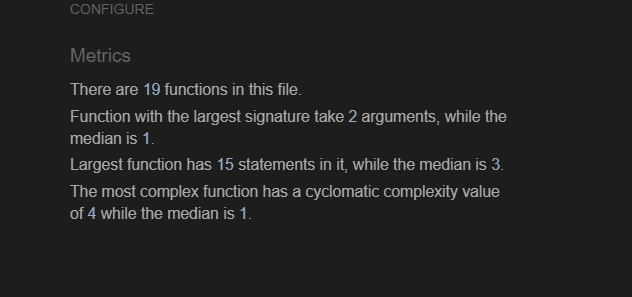 CONFIGURE
Metrics
There are 19 functions in this file.
Function with the largest signature take 2 arguments, while the
median is 1.
Largest function has 15 statements in it, while the median is 3.
The most complex function has a cyclomatic complexity value
of 4 while the median is 1.